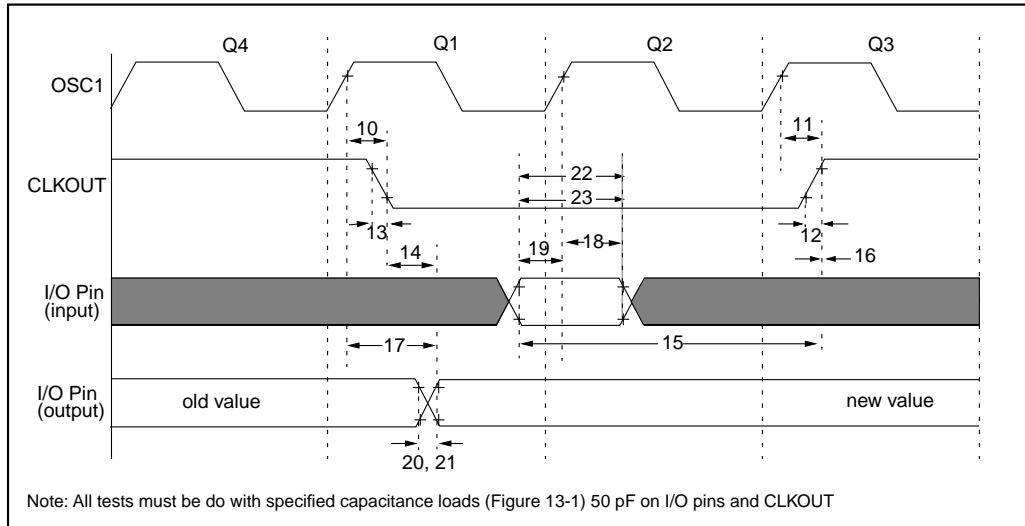 Q4 Q1 Q2 Q3
OSC1
10 11
22
CLKOUT
23
13 12
14 19 18 16
I/O Pin
(input)
17 15
I/O Pin
(output)
old value new value
20, 21
Note: All tests must be do with specified capacitance loads (Figure 13-1) 50 pF on I/O pins and CLKOUT